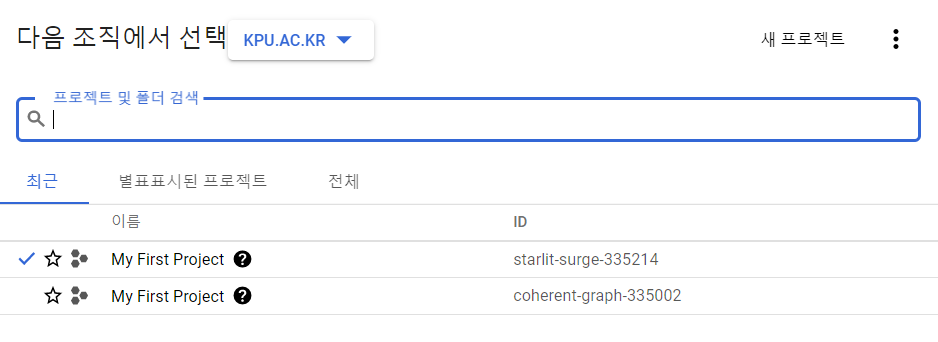 다음 조직에서 선택 KPU.AC.KR 새 프로젝트
프로젝트 및 폴더 검색
최근 별표표시된 프로젝트 전체
이름 ID
My First Project ? starlit-surge-335214
My First Project ? coherent-graph-335002